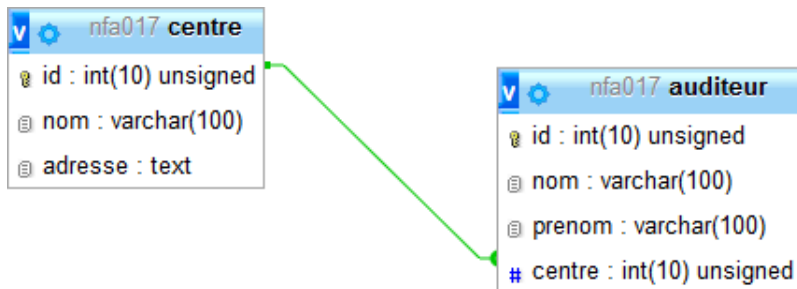 v nfa017 centre
id : int(10) unsigned
nom : varchar(100)
adresse : text
v nfa017 auditeur
id : int(10) unsigned
nom : varchar(100)
prenom : varchar(100)
# centre : int(10) unsigned